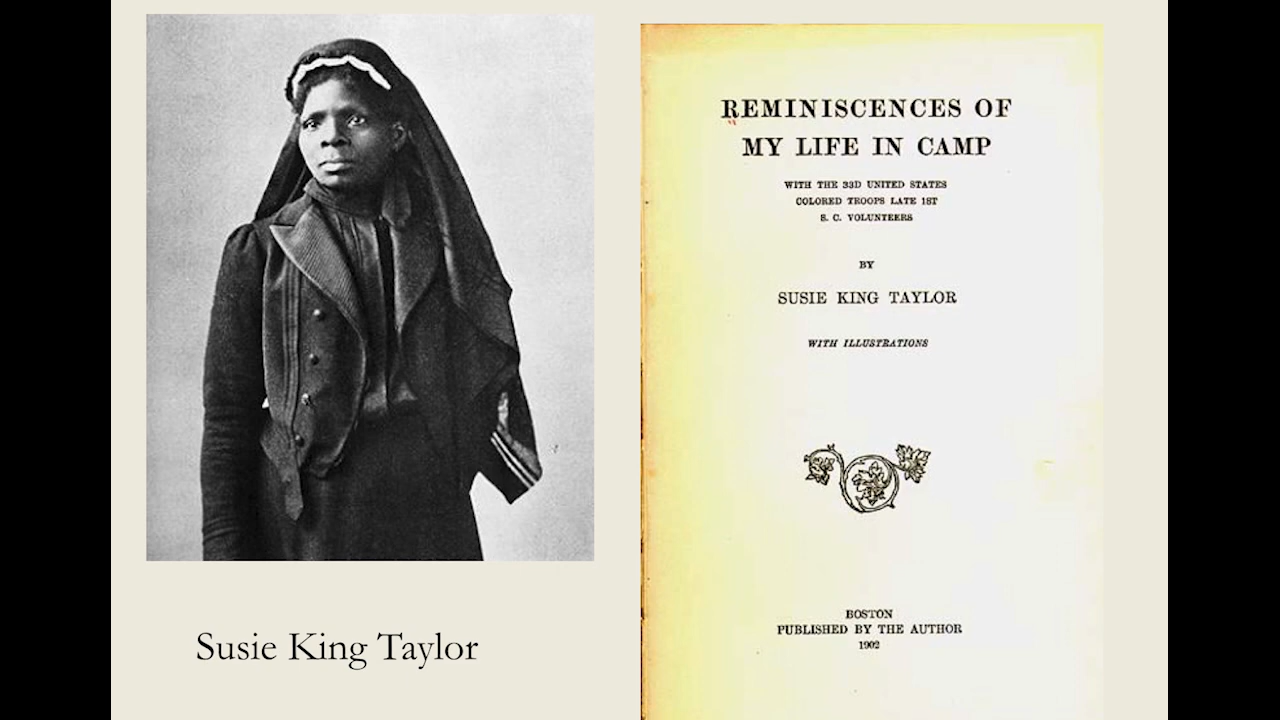 Susie King Taylor
REMINISCENCES OF
MY LIFE IN CAMP
WITH THE 33D UNITED STATES
COLORED TROOPS LATE 1ST
S. C. VOLUNTEERS
BY
SUSIE KING TAYLOR
WITH ILLUSTRATIONS
BOSTON
PUBLISHED BY THE AUTHOR
1902